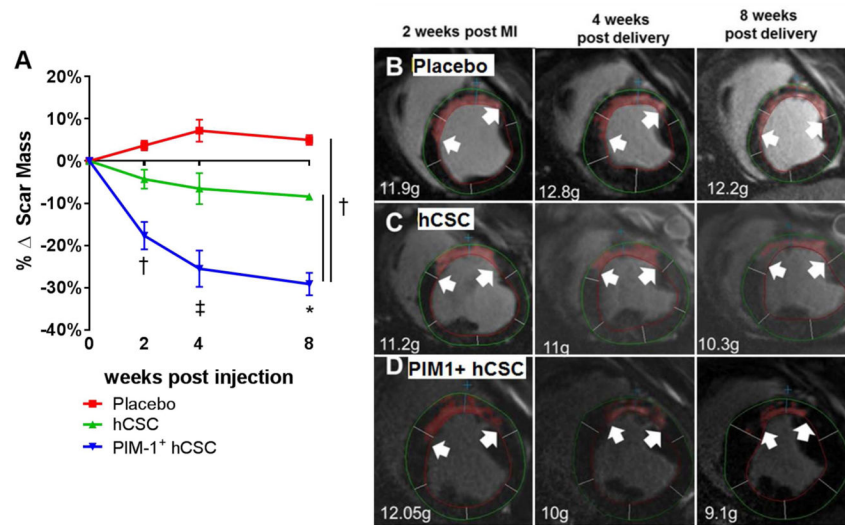 A
20%
10%
0%
-10%
-20%
-30%
-40%
% Δ Scar Mass
†
‡
*
†
0
2
4
8
weeks post injection
Placebo
hCSC
PIM-1+ hCSC
2 weeks post MI
4 weeks
post delivery
8 weeks
post delivery
B Placebo
11.9g
12.8g
12.2g
C hCSC
11.2g
11g
10.3g
D PIM1+ hCSC
12.05g
10g
9.1g